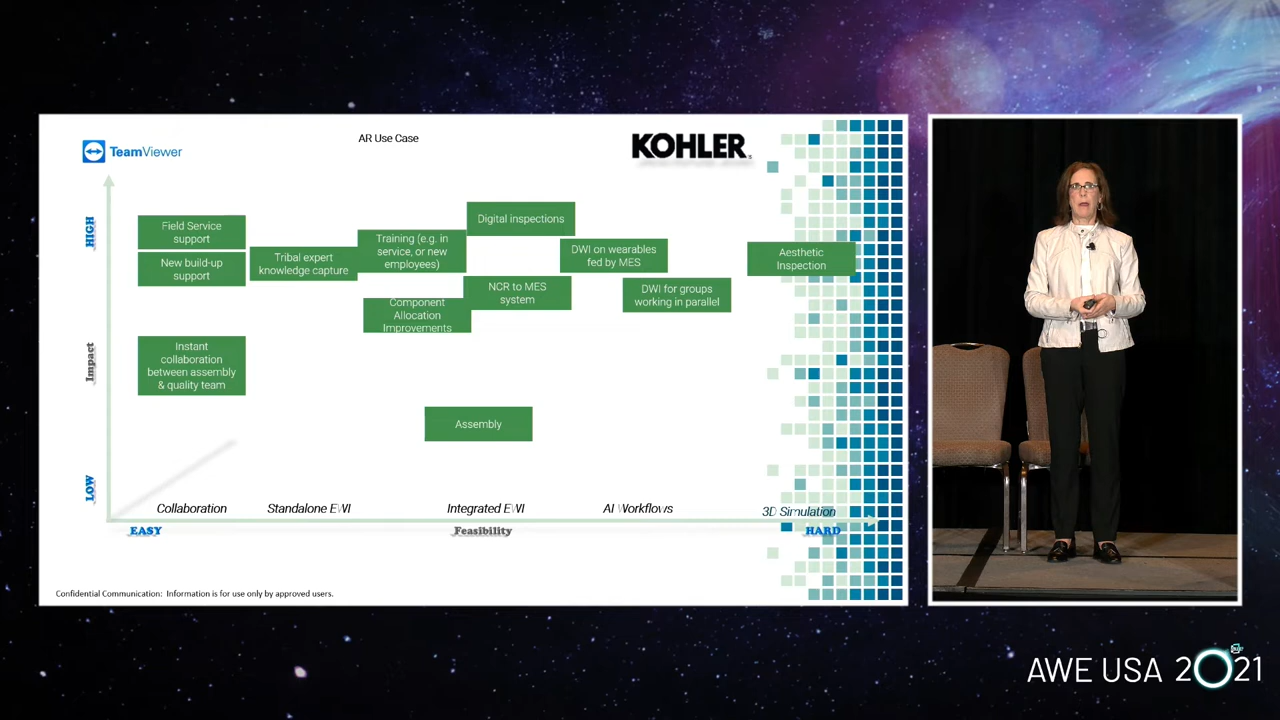 AR Use Case
TeamViewer
KOHLER
HIGH
Impact
LOW
Field Service
support
New build-up
support
Instant
collaboration
between assembly
& quality team
Tribal expert
knowledge capture
Training (e.g. in
service, or new
employees)
Component
Allocation
Improvements
Digital inspections
NCR to MES
system
Assembly
DWI on wearables
fed by MES
DWI for groups
working in parallel
Aesthetic
Inspection
Collaboration
Standalone EWI
Integrated EWI
AI Workflows
3D Simulation
EASY
Feasibility
HARD
Confidential Communication: Information is for use only by approved users.
AWE USA 2021